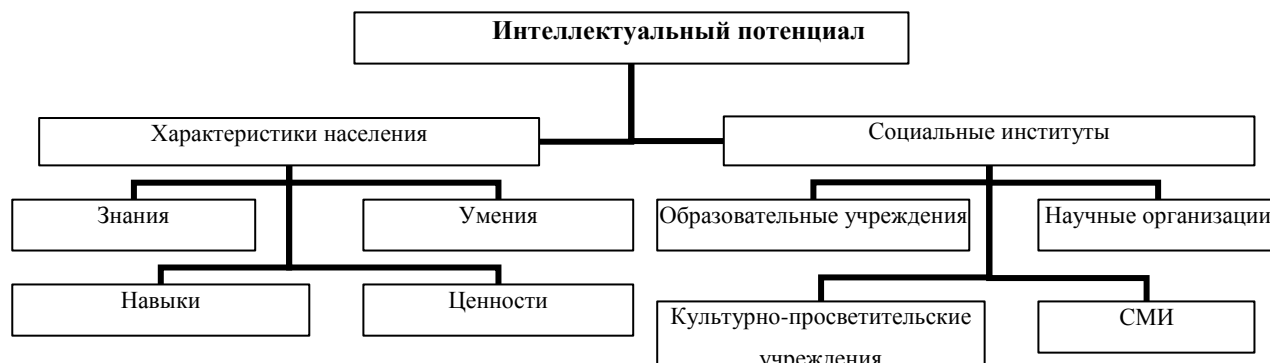 Интеллектуальный потенциал
Характеристики населения
Социальные институты
Знания
Умения
Образовательные учреждения
Научные организации
Навыки
Ценности
Культурно-просветительские
учреждения
СМИ